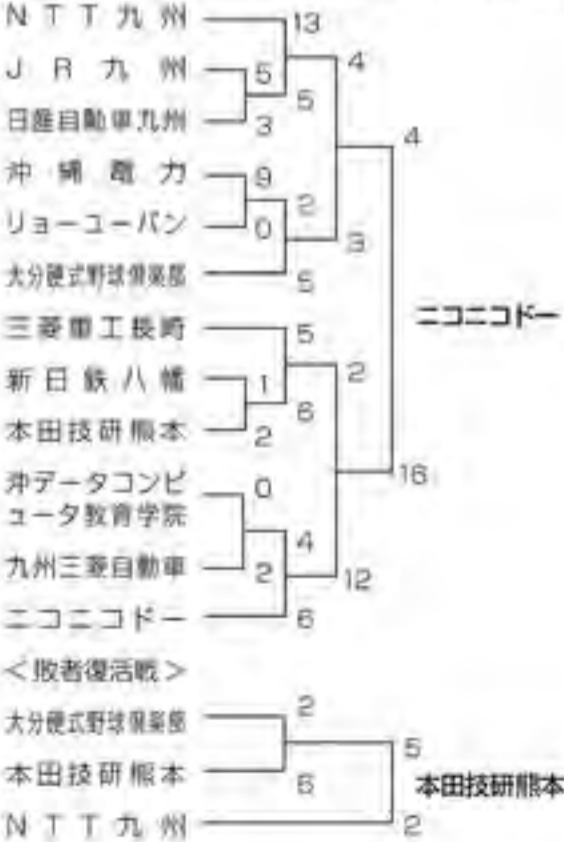 NTT九州
13
4
JR九州
5
5
日産自動車九州
3
4
沖縄電力
9
2
リョーユーパン
0
3
大分硬式野球倶楽部
5
ニコニコドー
三菱重工長崎
5
2
新日鉄八幡
1
6
本田技研熊本
2
沖データコンピ
0
16
ュータ教育学院
4
九州三菱自動車
2
12
ニコニコドー
6
<敗者復活戦>
大分硬式野球倶楽部
2
5
本田技研熊本
6
本田技研熊本
NTT九州
2